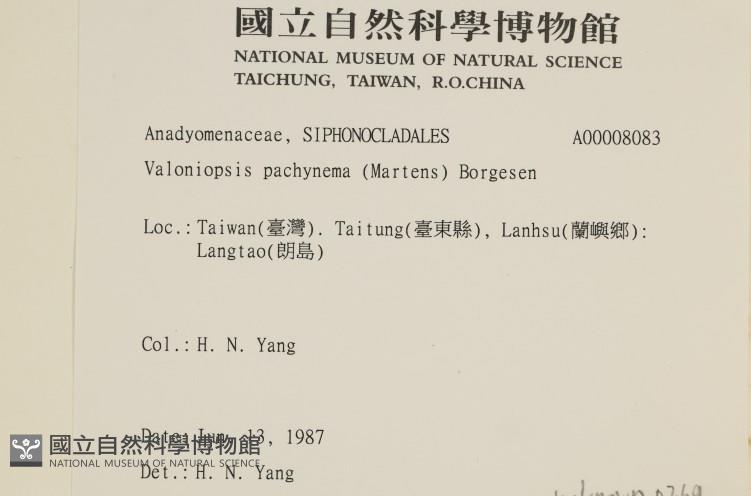 國立自然科學博物館
NATIONAL MUSEUM OF NATURAL SCIENCE
TAICHUNG, TAIWAN, R.O.CHINA
Anadyomenaceae, SIPHONOCLADALES A00008083
Valoniopsis pachynema (Martens) Borgesen
Loc.: Taiwan(臺灣). Taitung(臺東縣), Lanhsu(蘭嶼鄉):
Langtao(朗島)
Col.: H. N. Yang
Date: 13, 1987
國立自然科學博物館
NATIONAL MUSEUM OF NATURAL SCIENCE
Det.: H. N. Yang